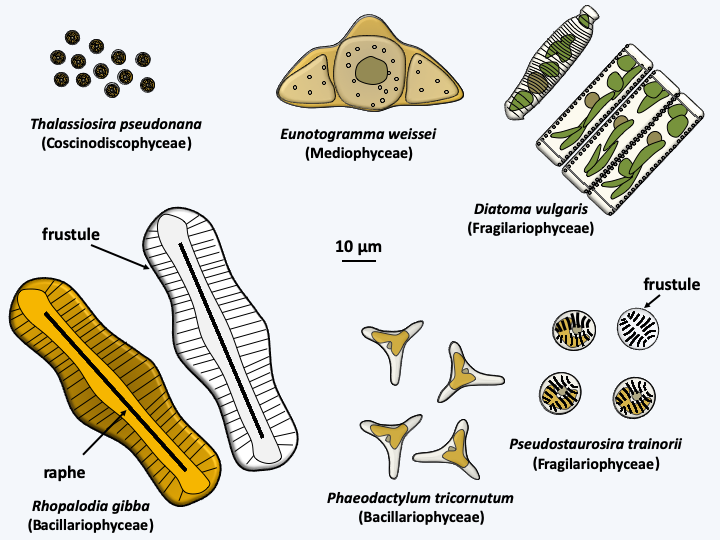 Thalassiosira pseudonana
(Coscinodiscophyceae)
Eunotogramma weissei
(Mediophyceae)
Diatoma vulgaris
(Fragilariophyceae)
frustule
10 µm
frustule
raphe
Rhopalodia gibba
(Bacillariophyceae)
Phaeodactylum tricornutum
(Bacillariophyceae)
Pseudostaurosira trainorii
(Fragilariophyceae)